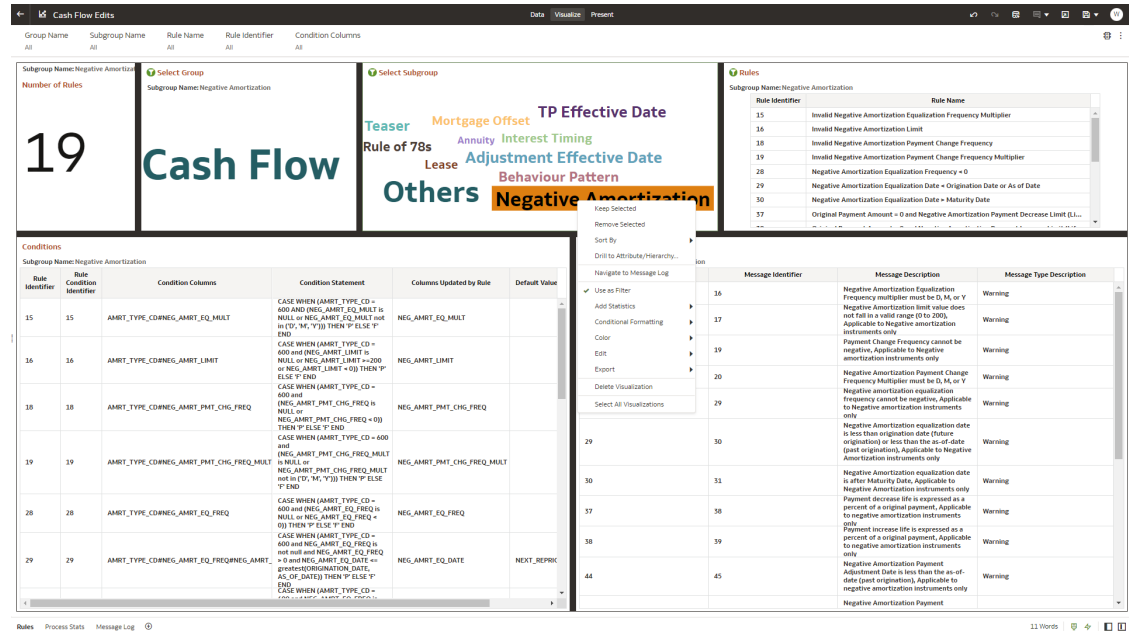 Cash Flow Edits
Data Visualize Present
W
Group Name Subgroup Name Rule Name Rule Identifier Condition Columns
All All All All All
Subgroup Name: Negative Amortizat
Number of Rules
19
Select Group
Subgroup Name: Negative Amortization
Cash Flow
Select Subgroup
TP Effective Date
Mortgage Offset
Teaser
Annuity Interest Timing
Rule of 78s
Lease Adjustment Effective Date
Behaviour Pattern
Others Negative Amortization
Rules
Subgroup Name: Negative Amortization
Rule Identifier Rule Name
15 Invalid Negative Amortization Equalization Frequency Multiplier
16 Invalid Negative Amortization Limit
18 Invalid Negative Amortization Payment Change Frequency
19 Invalid Negative Amortization Payment Change Frequency Multiplier
28 Negative Amortization Equalization Frequency < 0
29 Negative Amortization Equalization Date < Origination Date or As of Date
30 Negative Amortization Equalization Date > Maturity Date
37 Original Payment Amount = 0 and Negative Amortization Payment Decrease Limit (Li...
Keep Selected
Remove Selected
Sort By
Drill to Attribute/Hierarchy...
Navigate to Message Log
Use as Filter
Add Statistics
Conditional Formatting
Color
Edit
Export
Delete Visualization
Select All Visualizations
Conditions
Subgroup Name: Negative Amortization
Rule Identifier Rule Condition Identifier Condition Columns Condition Statement Columns Updated by Rule Default Value
15 15 AMRT_TYPE_CD#NEG_AMRT_EQ_MULT
CASE WHEN (AMRT_TYPE_CD =
600 AND (NEG_AMRT_EQ_MULT is
NULL or NEG_AMRT_EQ_MULT not
in ('D', 'M', 'Y'))) THEN 'P' ELSE 'F'
END
NEG_AMRT_EQ_MULT
16 16 AMRT_TYPE_CD#NEG_AMRT_LIMIT
CASE WHEN (AMRT_TYPE_CD =
600 and (NEG_AMRT_LIMIT is
NULL or NEG_AMRT_LIMIT >=200
or NEG_AMRT_LIMIT < 0)) THEN 'P'
ELSE 'F' END
NEG_AMRT_LIMIT
18 18 AMRT_TYPE_CD#NEG_AMRT_PMT_CHG_FREQ
CASE WHEN (AMRT_TYPE_CD =
600 and
(NEG_AMRT_PMT_CHG_FREQ is
NULL or
NEG_AMRT_PMT_CHG_FREQ < 0))
THEN 'P' ELSE 'F' END
NEG_AMRT_PMT_CHG_FREQ
19 19 AMRT_TYPE_CD#NEG_AMRT_PMT_CHG_FREQ_MULT
CASE WHEN (AMRT_TYPE_CD = 600
and
(NEG_AMRT_PMT_CHG_FREQ_MULT
is NULL or
NEG_AMRT_PMT_CHG_FREQ_MULT
not in ('D', 'M', 'Y'))) THEN 'P' ELSE
'F' END
NEG_AMRT_PMT_CHG_FREQ_MULT
28 28 AMRT_TYPE_CD#NEG_AMRT_EQ_FREQ
CASE WHEN (AMRT_TYPE_CD =
600 and (NEG_AMRT_EQ_FREQ is
NULL or NEG_AMRT_EQ_FREQ <
0)) THEN 'P' ELSE 'F' END
NEG_AMRT_EQ_FREQ
29 29 AMRT_TYPE_CD#NEG_AMRT_EQ_FREQ#NEG_AMRT_
CASE WHEN (AMRT_TYPE_CD =
600 and NEG_AMRT_EQ_FREQ is
not null and NEG_AMRT_EQ_FREQ
> 0 and NEG_AMRT_EQ_DATE <=
greatest(ORIGINATION_DATE,
AS_OF_DATE)) THEN 'P' ELSE 'F'
END
NEG_AMRT_EQ_DATE NEXT_REPRIC
CASE WHEN (AMRT_TYPE_CD =
Message Identifier Message Description Message Type Description
16
Negative Amortization Equalization
Frequency multiplier must be D, M, or Y
Warning
17
Negative Amortization limit value does
not fall in a valid range (0 to 200),
Applicable to Negative amortization
instruments only
Warning
19
Payment Change Frequency cannot be
negative, Applicable to Negative
amortization instruments only
Warning
20
Negative Amortization Payment Change
Frequency Multiplier must be D, M, or Y
Warning
29
Negative amortization equalization
frequency cannot be negative, Applicable
to Negative amortization instruments
only
Warning
29 30
Negative Amortization equalization date
is less than origination date (future
origination) or less than the as-of-date
(past origination), Applicable to Negative
Amortization instruments only
Warning
30 31
Negative Amortization equalization date
is after Maturity Date, Applicable to
Negative Amortization instruments only
Warning
37 38
Payment decrease life is expressed as a
percent of a original payment, Applicable
to negative amortization instruments
only
Warning
38 39
Payment increase life is expressed as a
percent of a original payment, Applicable
to negative amortization instruments
only
Warning
44 45
Negative Amortization Payment
Adjustment Date is less than the as-of-
date (past origination), Applicable to
negative amortization instruments only
Warning
Negative Amortization Payment
Rules Process Stats Message Log
11 Words